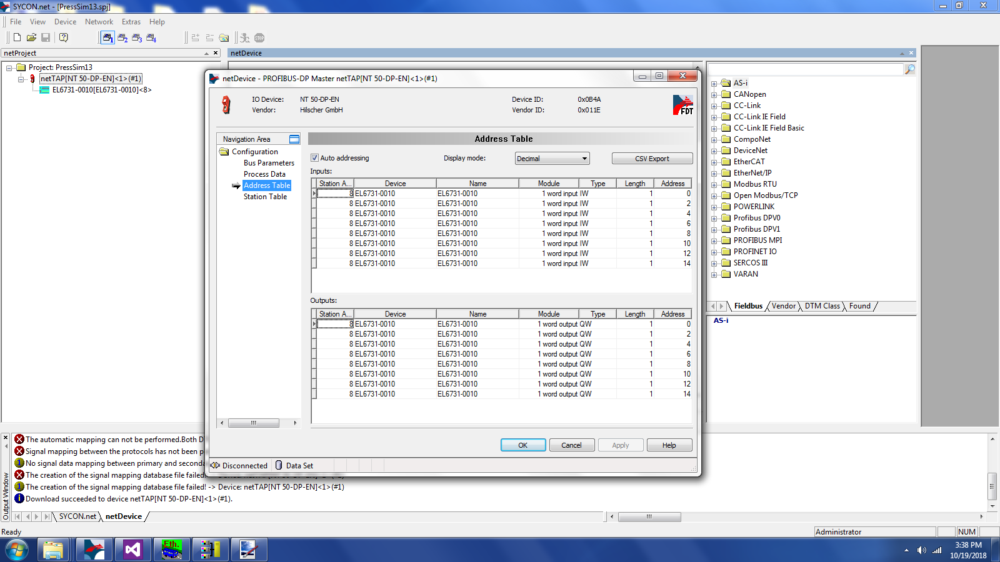 SYCON.net - [PressSim13.spj]
File View Device Network Extras Help
netProject
netDevice
Project: PressSim13
netTAP[NT 50-DP-EN]<1>(#1)
EL6731-0010[EL6731-0010]<8>
netDevice - PROFIBUS-DP Master netTAP[NT 50-DP-EN]<1>(#1)
IO Device: NT 50-DP-EN Device ID: 0x0B4A
Vendor: Hilscher GmbH Vendor ID: 0x011E
FDT
Navigation Area
Configuration
Bus Parameters
Process Data
Address Table
Station Table
Address Table
Auto addressing Display mode: Decimal CSV Export
Inputs:
Station A... Device Name Module Type Length Address
8 EL6731-0010 EL6731-0010 1 word input IW 1 0
8 EL6731-0010 EL6731-0010 1 word input IW 1 2
8 EL6731-0010 EL6731-0010 1 word input IW 1 4
8 EL6731-0010 EL6731-0010 1 word input IW 1 6
8 EL6731-0010 EL6731-0010 1 word input IW 1 8
8 EL6731-0010 EL6731-0010 1 word input IW 1 10
8 EL6731-0010 EL6731-0010 1 word input IW 1 12
8 EL6731-0010 EL6731-0010 1 word input IW 1 14
Outputs:
Station A... Device Name Module Type Length Address
8 EL6731-0010 EL6731-0010 1 word output QW 1 0
8 EL6731-0010 EL6731-0010 1 word output QW 1 2
8 EL6731-0010 EL6731-0010 1 word output QW 1 4
8 EL6731-0010 EL6731-0010 1 word output QW 1 6
8 EL6731-0010 EL6731-0010 1 word output QW 1 8
8 EL6731-0010 EL6731-0010 1 word output QW 1 10
8 EL6731-0010 EL6731-0010 1 word output QW 1 12
8 EL6731-0010 EL6731-0010 1 word output QW 1 14
OK Cancel Apply Help
Disconnected Data Set
AS-i
CANopen
CC-Link
CC-Link IE Field
CC-Link IE Field Basic
CompoNet
DeviceNet
EtherCAT
EtherNet/IP
Modbus RTU
Open Modbus/TCP
POWERLINK
Profibus DPV0
Profibus DPV1
PROFIBUS MPI
PROFINET IO
SERCOS III
VARAN
Fieldbus Vendor DTM Class Found
AS-i
Output Window
The automatic mapping can not be performed.Both D
Signal mapping between the protocols has not been p
No signal data mapping between primary and seconda
The creation of the signal mapping database file failed!
The creation of the signal mapping database file failed! -> Device: netTAP[NT 50-DP-EN]<1>(#1)
Download succeeded to device netTAP[NT 50-DP-EN]<1>(#1).
SYCON.net netDevice
Ready Administrator NUM
Eth.
3:38 PM
10/19/2018